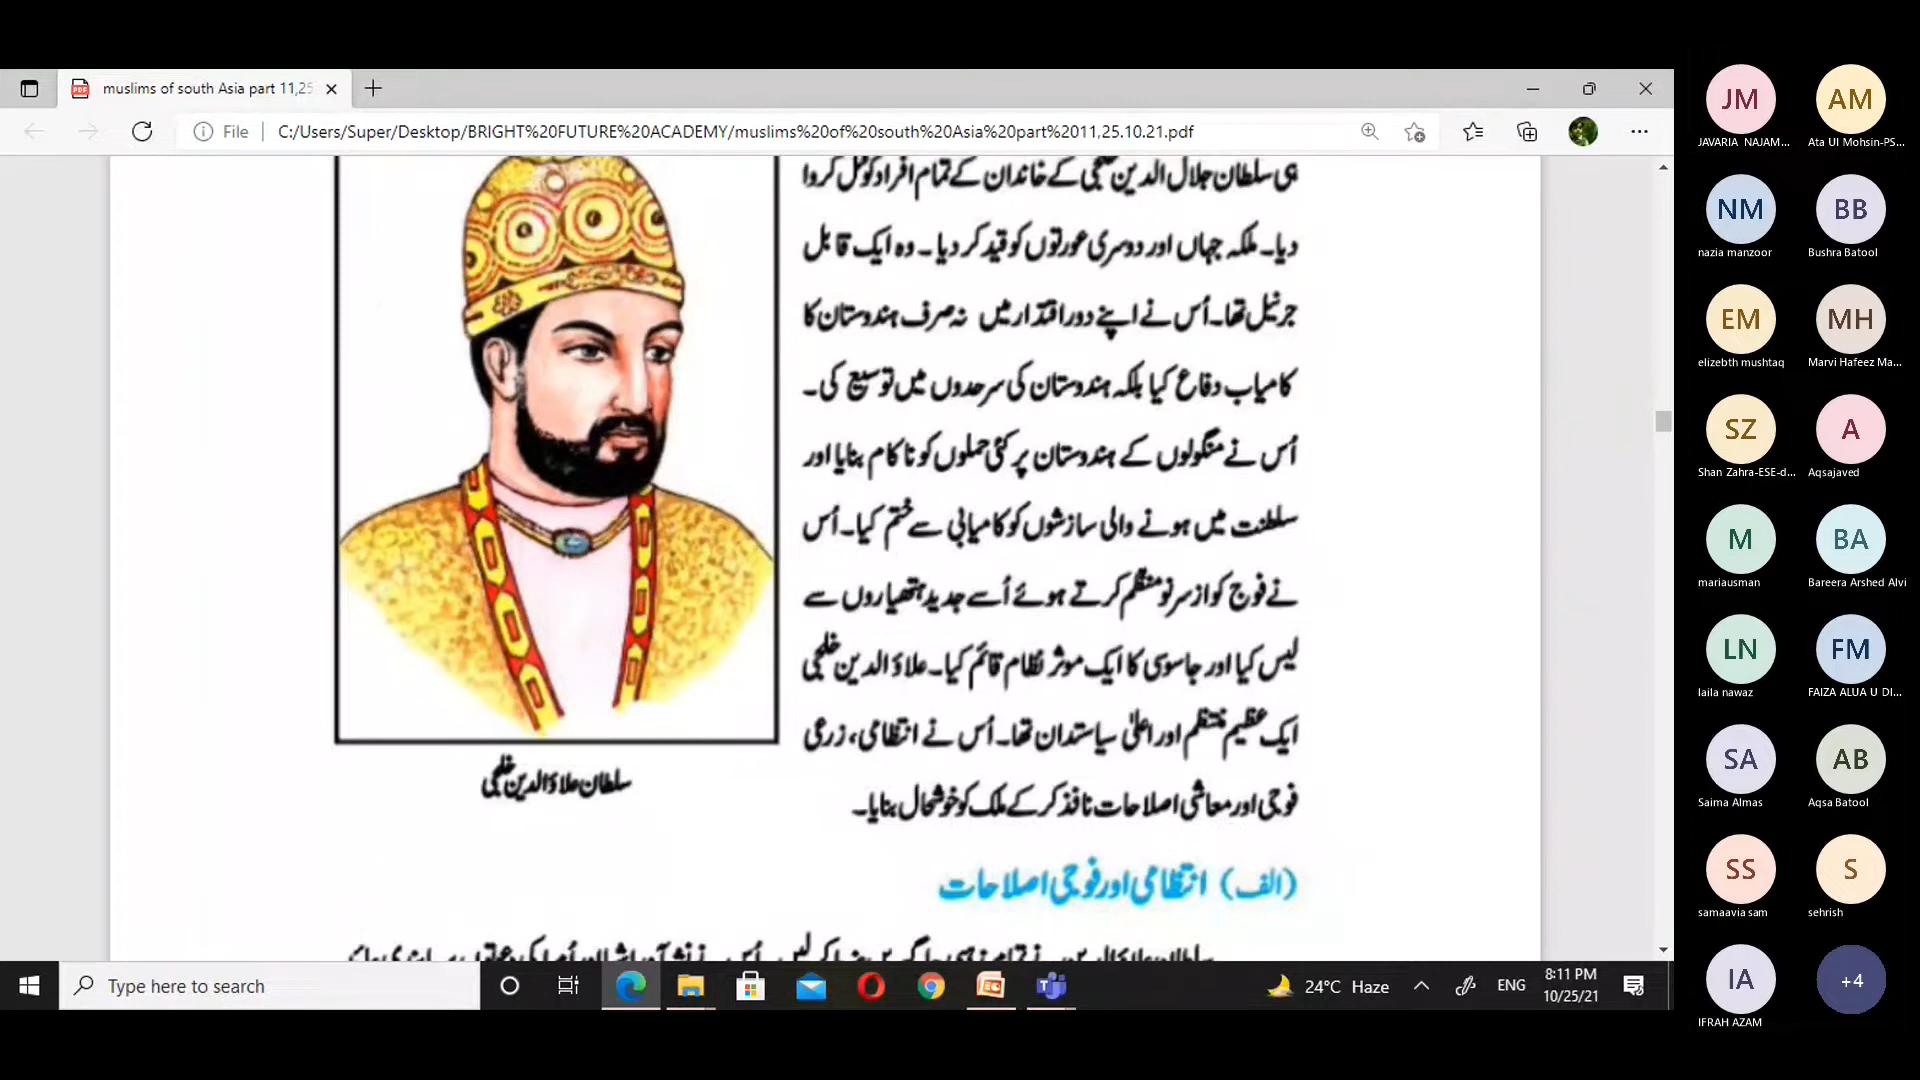 muslims of south Asia part 11,25
File
C:/Users/Super/Desktop/BRIGHT%20FUTURE%20ACADEMY/muslims%20of%20south%20Asia%20part%2011,25.10.21.pdf
ہی سلطان جلال الدین خلجی کے خاندان کے تمام افراد کو قتل کروا
دیا۔ ملکہ جہاں اور دوسری عورتوں کو قید کر دیا۔ وہ ایک قابل
جرنیل تھا۔ اُس نے اپنے دور اقتدار میں نہ صرف ہندوستان کا
کامیاب دفاع کیا بلکہ ہندوستان کی سرحدوں میں توسیع کی۔
اُس نے منگولوں کے ہندوستان پر کئی حملوں کو ناکام بنایا اور
سلطنت میں ہونے والی سازشوں کو کامیابی سے ختم کیا۔ اُس
نے فوج کو از سر نو منظم کرتے ہوئے اُسے جدید ہتھیاروں سے
لیس کیا اور جاسوسی کا ایک موثر نظام قائم کیا۔ علاؤ الدین خلجی
ایک عظیم منتظم اور اعلیٰ سیاستدان تھا۔ اُس نے انتظامی، زرعی
فوجی اور معاشی اصلاحات نافذ کر کے ملک کو خوشحال بنایا۔
سلطان علاؤ الدین خلجی
(الف) انتظامی اور فوجی اصلاحات
Type here to search
24°C Haze
ENG
8:11 PM
10/25/21
JM
JAVARIA NAJAM...
AM
Ata Ul Mohsin-PS...
NM
nazia manzoor
BB
Bushra Batool
EM
elizebth mushtaq
MH
Marvi Hafeez Ma...
SZ
Shan Zahra-ESE-d...
A
Aqsajaved
M
mariausman
BA
Bareera Arshed Alvi
LN
laila nawaz
FM
FAIZA ALUA U DI...
SA
Saima Almas
AB
Aqsa Batool
SS
samaavia sam
S
sehrish
IA
IFRAH AZAM
+4